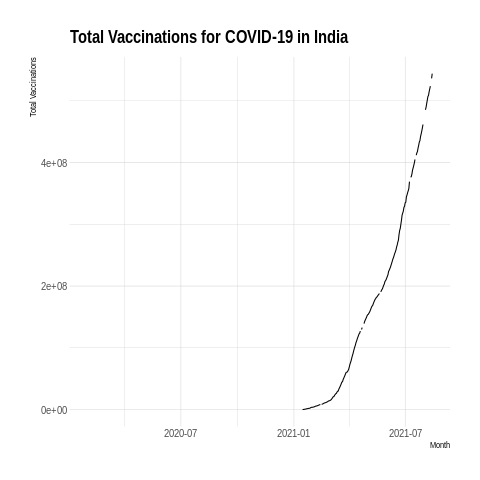 Total Vaccinations for COVID-19 in India
Total Vaccinations
4e+08
2e+08
0e+00
2020-07
2021-01
2021-07
Month